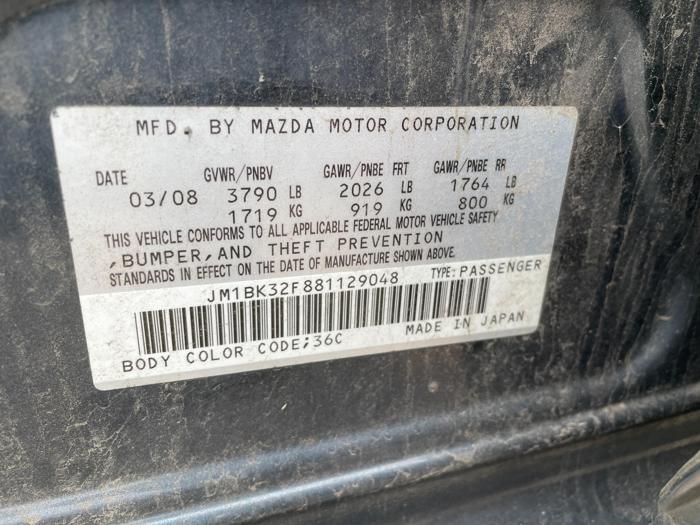 MFD. BY MAZDA MOTOR CORPORATION
DATE GVWR/PNBV GAWR/PNBE FRT GAWR/PNBE RR
03/08 3790 LB 2026 LB 1764 LB
1719 KG 919 KG 800 KG
THIS VEHICLE CONFORMS TO ALL APPLICABLE FEDERAL MOTOR VEHICLE SAFETY
,BUMPER,AND THEFT PREVENTION
STANDARDS IN EFFECT ON THE DATE OF MANUFACTURE SHOWN ABOVE.
JM1BK32F881129048 TYPE:PASSENGER
BODY COLOR CODE;36C MADE IN JAPAN